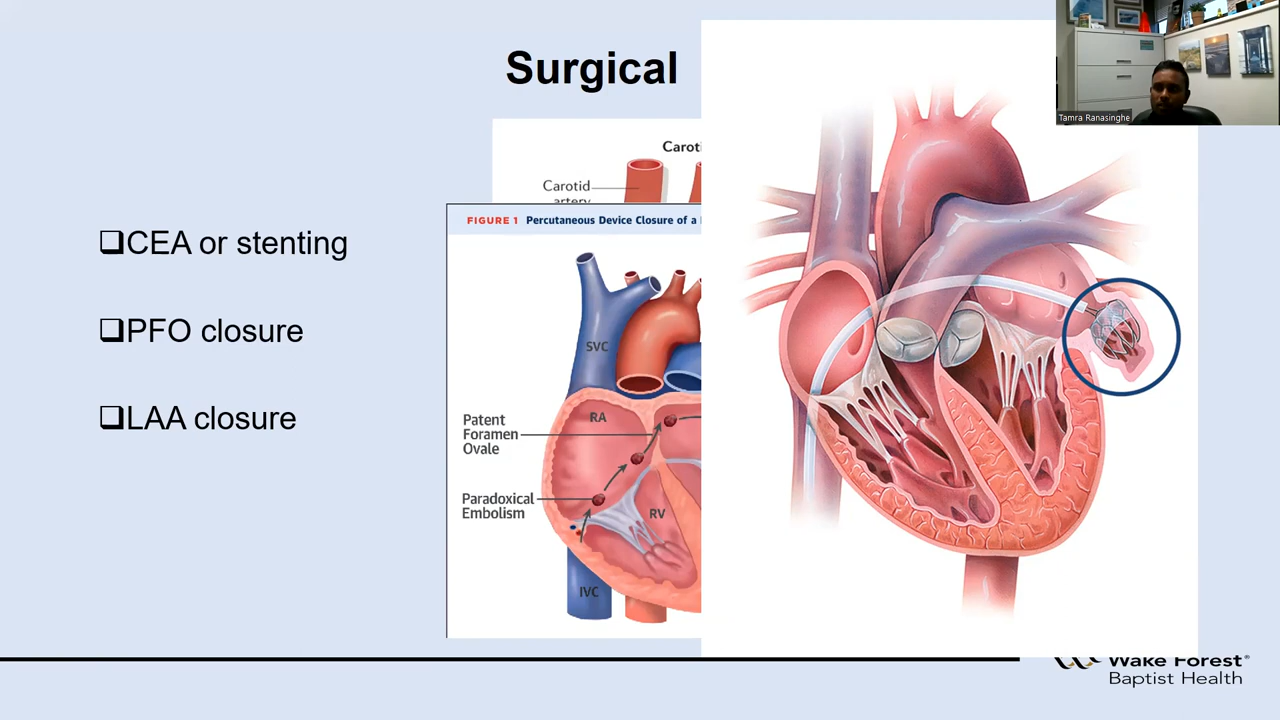 Surgical
Tamra Ranasinghe
Caroti
Carotid
artery
FIGURE 1 Percutaneous Device Closure of a
❑CEA or stenting
❑PFO closure
❑LAA closure
SVC
RA
Patent
Foramen
Ovale
Paradoxical
Embolism
RV
IVC
Wake Forest®
Baptist Health